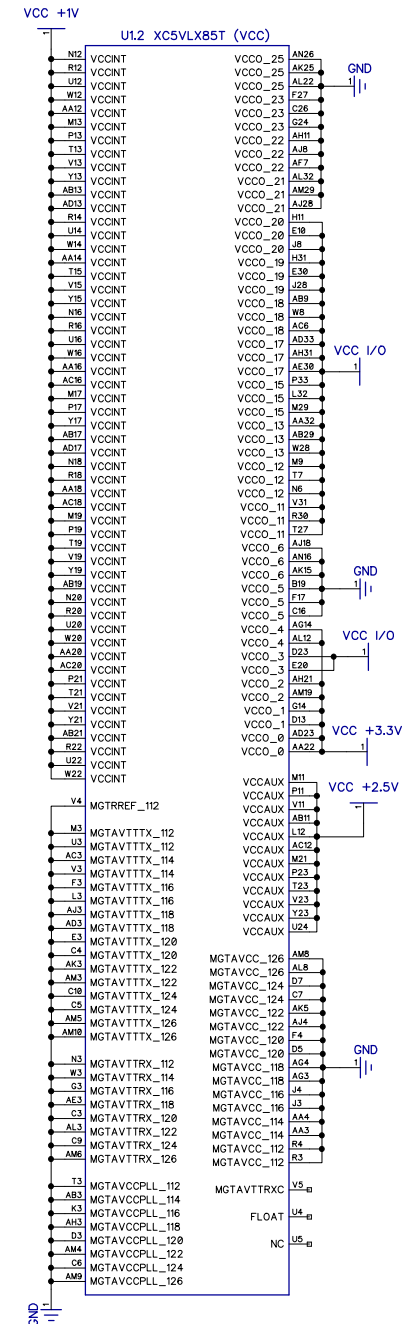 VCC +1V
U1.2 XC5VLX85T (VCC)
N12 VCCINT
R12 VCCINT
U12 VCCINT
W12 VCCINT
AA12 VCCINT
M13 VCCINT
P13 VCCINT
T13 VCCINT
V13 VCCINT
Y13 VCCINT
AB13 VCCINT
AD13 VCCINT
R14 VCCINT
U14 VCCINT
W14 VCCINT
AA14 VCCINT
T15 VCCINT
V15 VCCINT
Y15 VCCINT
N16 VCCINT
R16 VCCINT
U16 VCCINT
W16 VCCINT
AA16 VCCINT
AC16 VCCINT
M17 VCCINT
P17 VCCINT
Y17 VCCINT
AB17 VCCINT
AD17 VCCINT
N18 VCCINT
R18 VCCINT
AA18 VCCINT
AC18 VCCINT
M19 VCCINT
P19 VCCINT
T19 VCCINT
V19 VCCINT
Y19 VCCINT
AB19 VCCINT
N20 VCCINT
R20 VCCINT
U20 VCCINT
W20 VCCINT
AA20 VCCINT
AC20 VCCINT
P21 VCCINT
T21 VCCINT
V21 VCCINT
Y21 VCCINT
AB21 VCCINT
R22 VCCINT
U22 VCCINT
W22 VCCINT
V4 MGTRREF_112
M3 MGTAVTTTX_112
U3 MGTAVTTTX_112
AC3 MGTAVTTTX_114
V3 MGTAVTTTX_114
F3 MGTAVTTTX_116
L3 MGTAVTTTX_116
AJ3 MGTAVTTTX_118
AD3 MGTAVTTTX_118
E3 MGTAVTTTX_120
C4 MGTAVTTTX_120
AK3 MGTAVTTTX_122
AM3 MGTAVTTTX_122
C10 MGTAVTTTX_124
C5 MGTAVTTTX_124
AM5 MGTAVTTTX_126
AM10 MGTAVTTTX_126
N3 MGTAVTTRX_112
W3 MGTAVTTRX_114
G3 MGTAVTTRX_116
AE3 MGTAVTTRX_118
C3 MGTAVTTRX_120
AL3 MGTAVTTRX_122
C9 MGTAVTTRX_124
AM6 MGTAVTTRX_126
T3 MGTAVCCPLL_112
AB3 MGTAVCCPLL_114
K3 MGTAVCCPLL_116
AH3 MGTAVCCPLL_118
D3 MGTAVCCPLL_120
AM4 MGTAVCCPLL_122
C6 MGTAVCCPLL_124
AM9 MGTAVCCPLL_126
1
GND
1
VCCO_25 AN26
VCCO_25 AK25
VCCO_25 AL22
VCCO_23 F27
VCCO_23 C26
VCCO_23 G24
VCCO_22 AH11
VCCO_22 AJ8
VCCO_22 AF7
VCCO_21 AL32
VCCO_21 AM29
VCCO_21 AJ28
VCCO_20 H11
VCCO_20 E10
VCCO_20 J8
VCCO_19 H31
VCCO_19 E30
VCCO_19 J28
VCCO_18 AB9
VCCO_18 W8
VCCO_18 AC6
VCCO_17 AD33
VCCO_17 AH31
VCCO_17 AE30
VCCO_15 P33
VCCO_15 L32
VCCO_15 M29
VCCO_13 AA32
VCCO_13 AB29
VCCO_13 W28
VCCO_12 M9
VCCO_12 T7
VCCO_12 N6
VCCO_11 V31
VCCO_11 R30
VCCO_11 T27
VCCO_6 AJ18
VCCO_6 AN16
VCCO_6 AK15
VCCO_5 B19
VCCO_5 F17
VCCO_5 C16
VCCO_4 AG14
VCCO_4 AL12
VCCO_3 D23
VCCO_3 E20
VCCO_2 AH21
VCCO_2 AM19
VCCO_1 G14
VCCO_1 D13
VCCO_0 AD23
VCCO_0 AA22
VCCAUX M11
VCCAUX P11
VCCAUX V11
VCCAUX AB11
VCCAUX L12
VCCAUX AC12
VCCAUX M21
VCCAUX P23
VCCAUX T23
VCCAUX V23
VCCAUX Y23
VCCAUX U24
MGTAVCC_126 AM8
MGTAVCC_126 AL8
MGTAVCC_124 D7
MGTAVCC_124 C7
MGTAVCC_122 AK5
MGTAVCC_122 AJ4
MGTAVCC_120 F4
MGTAVCC_120 D5
MGTAVCC_118 AG4
MGTAVCC_118 AG3
MGTAVCC_116 J4
MGTAVCC_116 J3
MGTAVCC_114 AA4
MGTAVCC_114 AA3
MGTAVCC_112 R4
MGTAVCC_112 R3
MGTAVTTRXC V5
FLOAT U4
NC U5
GND
1
VCC I/O
1
GND
1
VCC I/O
1
VCC +3.3V
1
VCC +2.5V
1
GND
1